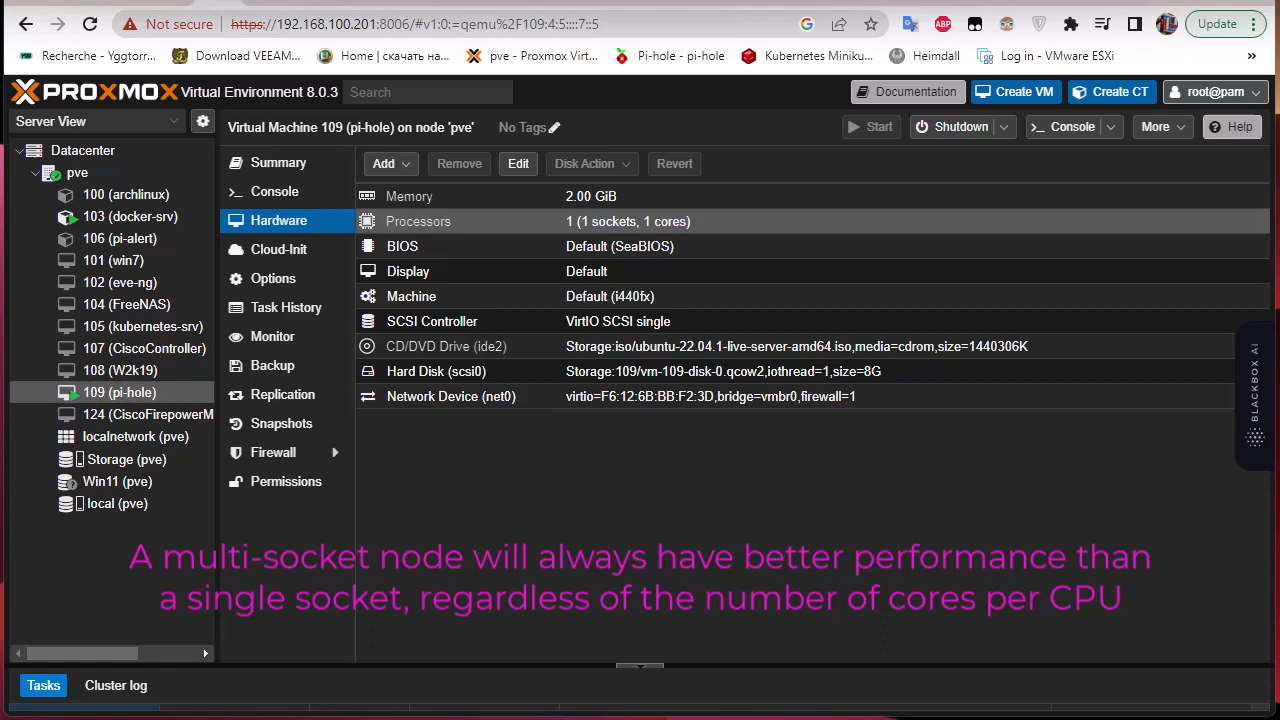 Not secure https://192.168.100.201:8006/#v1:0:=qemu%2F109:4:5::::7::5 Update
Recherche - Yggtorr... Download VEEAM... Home | скачать на... pve - Proxmox Virt... Pi-hole - pi-hole Kubernetes Miniku... Heimdall Log in - VMware ESXi »
PROXMOX Virtual Environment 8.0.3 Search Documentation Create VM Create CT root@pam
Server View
Virtual Machine 109 (pi-hole) on node 'pve' No Tags Start Shutdown Console More Help
Datacenter
pve
100 (archlinux)
103 (docker-srv)
106 (pi-alert)
101 (win7)
102 (eve-ng)
104 (FreeNAS)
105 (kubernetes-srv)
107 (CiscoController)
108 (W2k19)
109 (pi-hole)
124 (CiscoFirepowerM
localnetwork (pve)
Storage (pve)
Win11 (pve)
local (pve)
Summary
Console
Hardware
Cloud-Init
Options
Task History
Monitor
Backup
Replication
Snapshots
Firewall
Permissions
Add Remove Edit Disk Action Revert
Memory 2.00 GiB
Processors 1 (1 sockets, 1 cores)
BIOS Default (SeaBIOS)
Display Default
Machine Default (i440fx)
SCSI Controller VirtIO SCSI single
CD/DVD Drive (ide2) Storage:iso/ubuntu-22.04.1-live-server-amd64.iso,media=cdrom,size=1440306K
Hard Disk (scsi0) Storage:109/vm-109-disk-0.qcow2,iothread=1,size=8G
Network Device (net0) virtio=F6:12:6B:BB:F2:3D,bridge=vmbr0,firewall=1
BLACKBOX AI
A multi-socket node will always have better performance than
a single socket, regardless of the number of cores per CPU
Tasks Cluster log